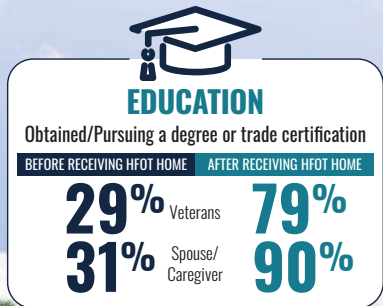 EDUCATION
Obtained/Pursuing a degree or trade certification
BEFORE RECEIVING HFOT HOME AFTER RECEIVING HFOT HOME
29% Veterans 79%
31% Spouse/
Caregiver 90%